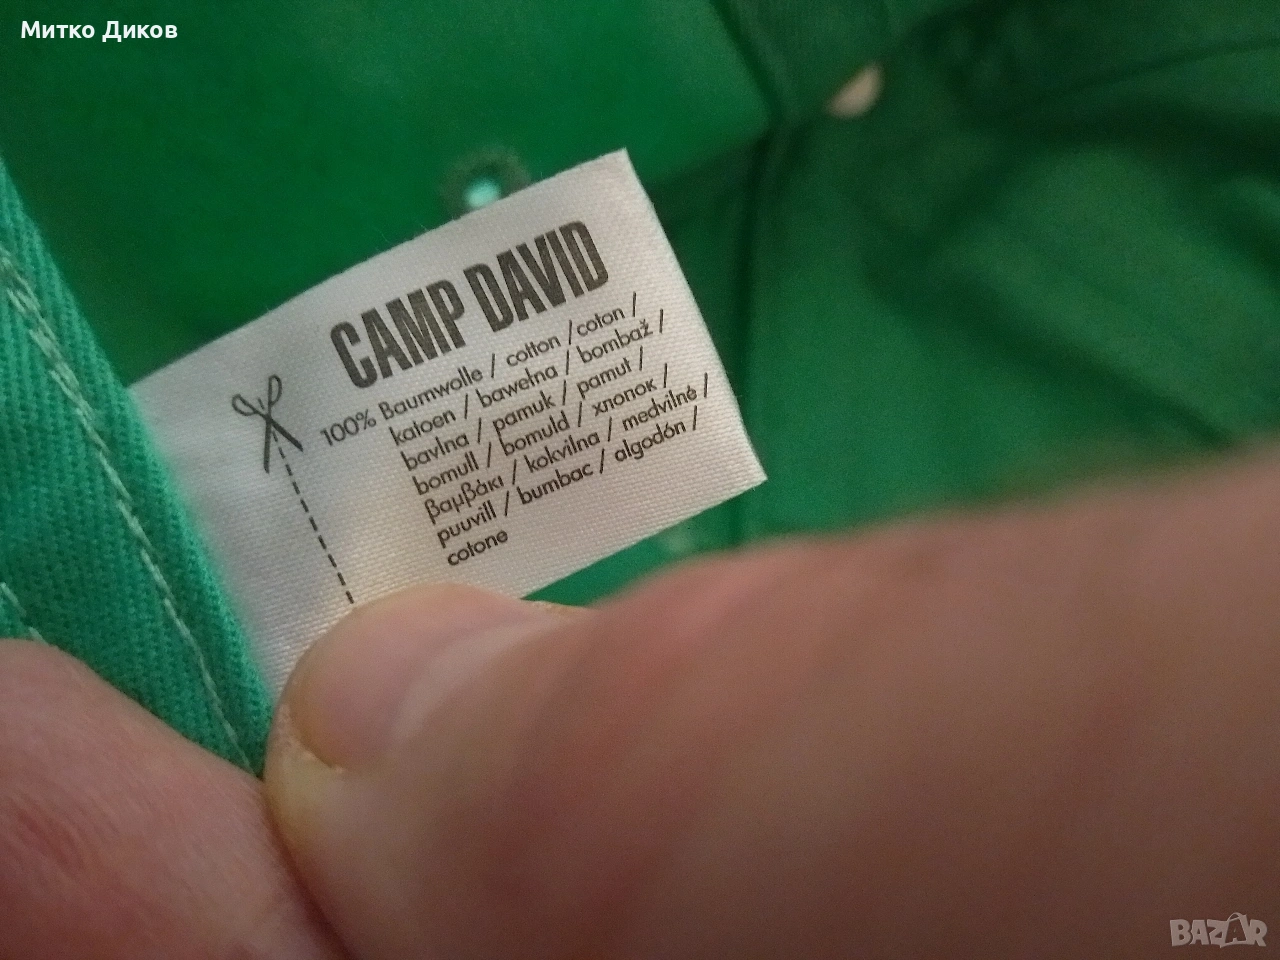 Митко Диков
CAMP DAVID
100% Baumwolle / cotton /coton /
katoen / bawełna / bombaž /
bavlna / pamuk / pamut /
bomull / bomuld / хлопок /
βαμβάκι / kokvilna / medvilné /
puuvill / bumbac / algodón /
cotone
BAZAR